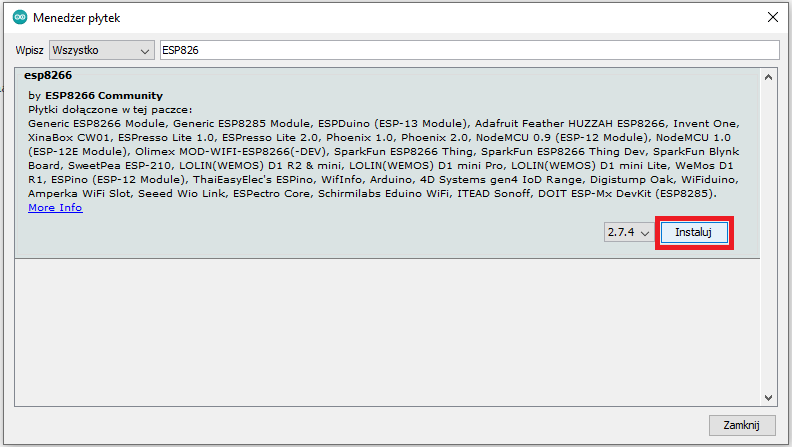 Menedżer płytek
Wpisz Wszystko ESP826
esp8266
by ESP8266 Community
Płytki dołączone w tej paczce:
Generic ESP8266 Module, Generic ESP8285 Module, ESPDuino (ESP-13 Module), Adafruit Feather HUZZAH ESP8266, Invent One,
XinaBox CW01, ESPresso Lite 1.0, ESPresso Lite 2.0, Phoenix 1.0, Phoenix 2.0, NodeMCU 0.9 (ESP-12 Module), NodeMCU 1.0
(ESP-12E Module), Olimex MOD-WIFI-ESP8266(-DEV), SparkFun ESP8266 Thing, SparkFun ESP8266 Thing Dev, SparkFun Blynk
Board, SweetPea ESP-210, LOLIN(WEMOS) D1 R2 & mini, LOLIN(WEMOS) D1 mini Pro, LOLIN(WEMOS) D1 mini Lite, WeMos D1
R1, ESPino (ESP-12 Module), ThaiEasyElec's ESPino, WifInfo, Arduino, 4D Systems gen4 IoD Range, Digistump Oak, WiFiduino,
Amperka WiFi Slot, Seeed Wio Link, ESPectro Core, Schirmilabs Eduino WiFi, ITEAD Sonoff, DOIT ESP-Mx DevKit (ESP8285).
More Info
2.7.4 Instaluj
Zamknij